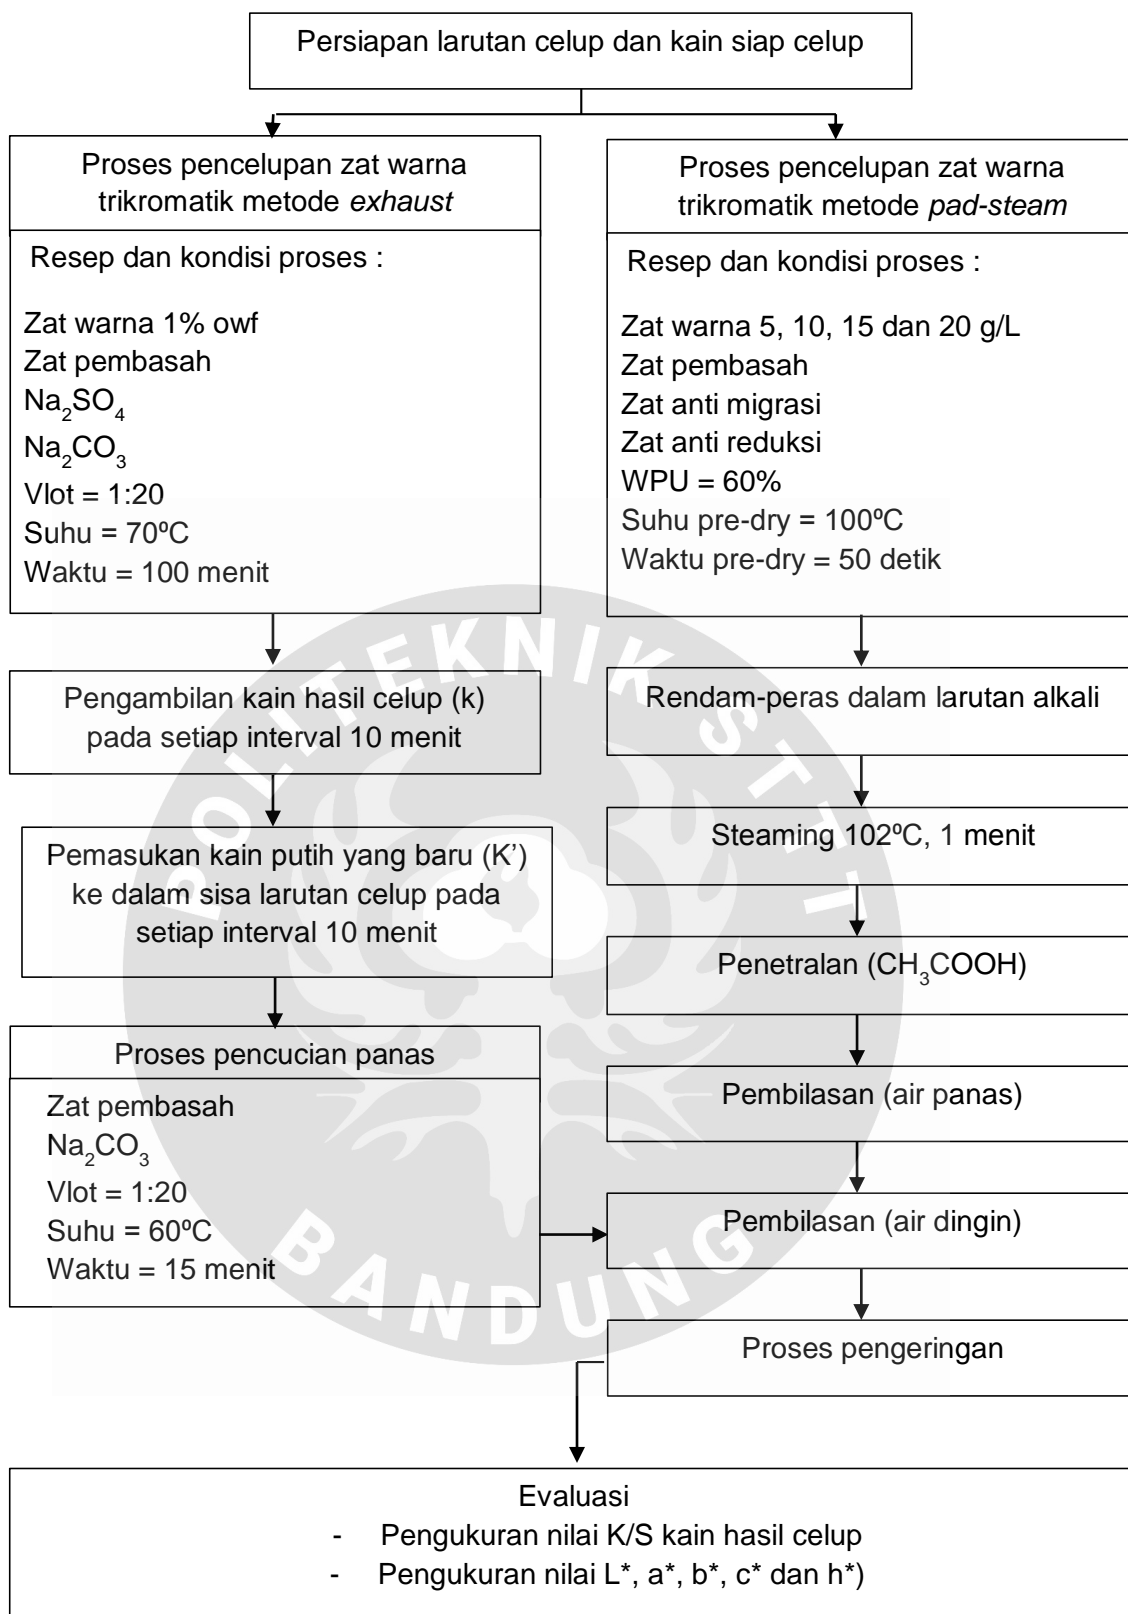 Persiapan larutan celup dan kain siap celup
Proses pencelupan zat warna
trikromatik metode exhaust
Resep dan kondisi proses :
Zat warna 1% owf
Zat pembasah
Na₂SO₄
Na₂CO₃
Vlot = 1:20
Suhu = 70ºC
Waktu = 100 menit
Pengambilan kain hasil celup (k)
pada setiap interval 10 menit
Pemasukan kain putih yang baru (K’)
ke dalam sisa larutan celup pada
setiap interval 10 menit
Proses pencucian panas
Zat pembasah
Na₂CO₃
Vlot = 1:20
Suhu = 60ºC
Waktu = 15 menit
Proses pencelupan zat warna
trikromatik metode pad-steam
Resep dan kondisi proses :
Zat warna 5, 10, 15 dan 20 g/L
Zat pembasah
Zat anti migrasi
Zat anti reduksi
WPU = 60%
Suhu pre-dry = 100ºC
Waktu pre-dry = 50 detik
Rendam-peras dalam larutan alkali
Steaming 102ºC, 1 menit
Penetralan (CH₃COOH)
Pembilasan (air panas)
Pembilasan (air dingin)
Proses pengeringan
Evaluasi
- Pengukuran nilai K/S kain hasil celup
- Pengukuran nilai L*, a*, b*, c* dan h*)
POLITEKNIK STTT
BANDUNG